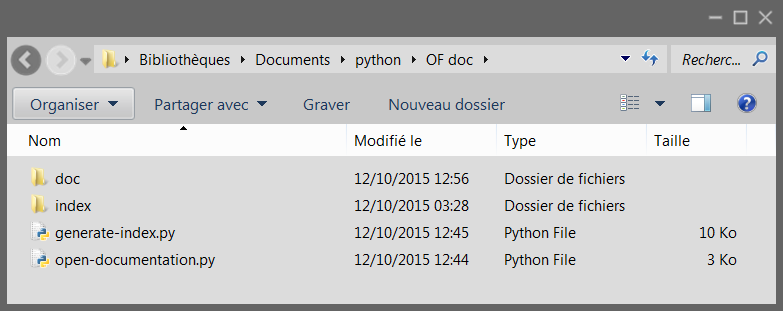 Bibliothèques Documents python OF doc Recherc...
Organiser Partager avec Graver Nouveau dossier
Nom Modifié le Type Taille
doc 12/10/2015 12:56 Dossier de fichiers
index 12/10/2015 03:28 Dossier de fichiers
generate-index.py 12/10/2015 12:45 Python File 10 Ko
open-documentation.py 12/10/2015 12:44 Python File 3 Ko